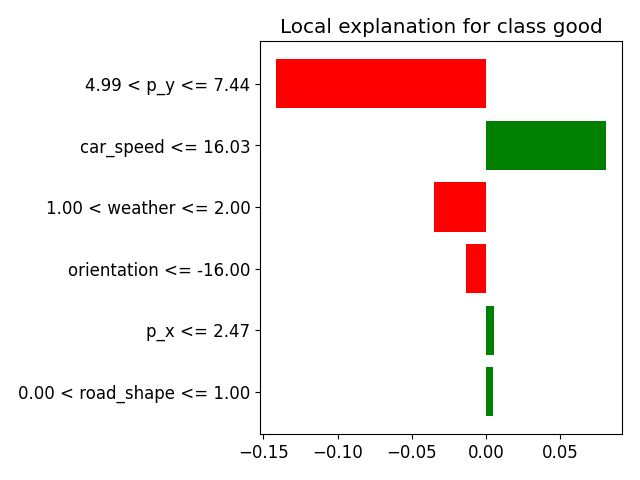 Local explanation for class good
4.99 < p_y <= 7.44
car_speed <= 16.03
1.00 < weather <= 2.00
orientation <= -16.00
p_x <= 2.47
0.00 < road_shape <= 1.00
−0.15 −0.10 −0.05 0.00 0.05